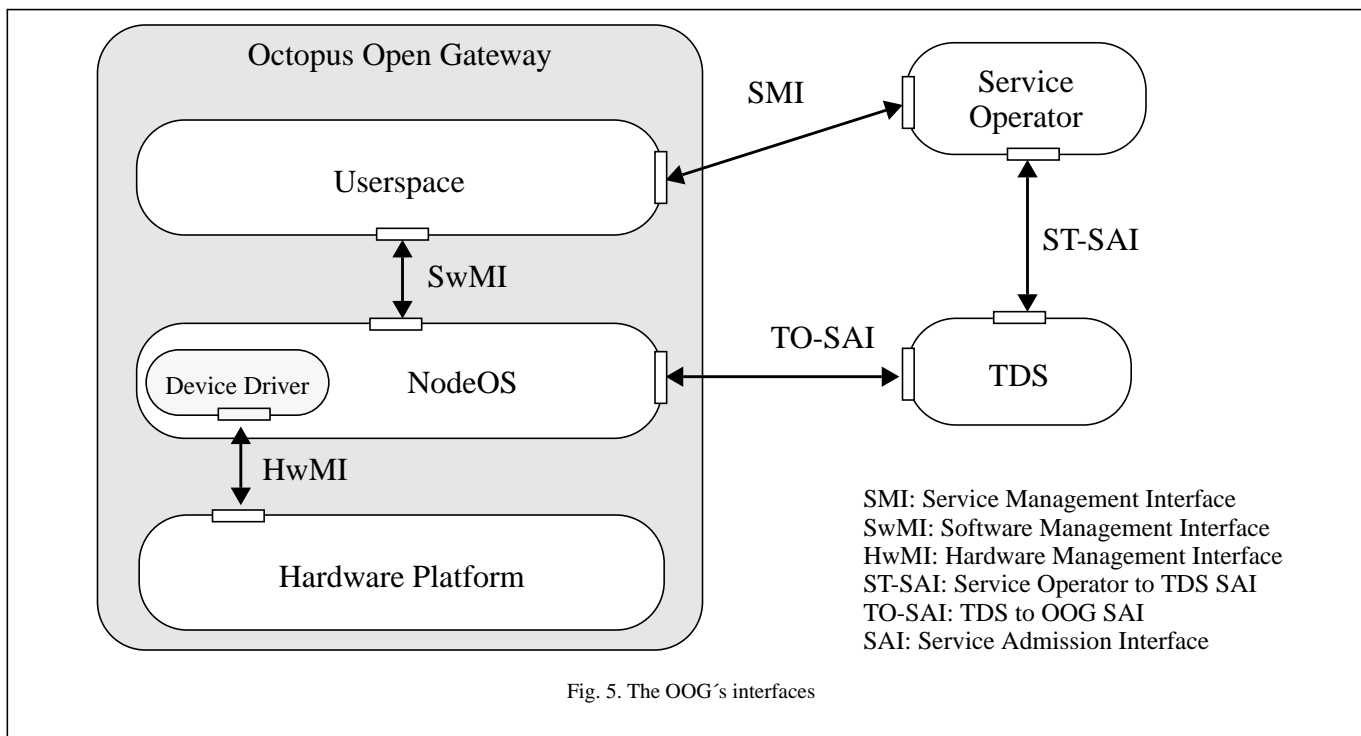 Octopus Open Gateway
Service
Operator
SMI
Userspace
ST-SAI
SwMI
TO-SAI
Device Driver
NodeOS
TDS
HwMI
Hardware Platform
SMI: Service Management Interface
SwMI: Software Management Interface
HwMI: Hardware Management Interface
ST-SAI: Service Operator to TDS SAI
TO-SAI: TDS to OOG SAI
SAI: Service Admission Interface
Fig. 5. The OOG´s interfaces